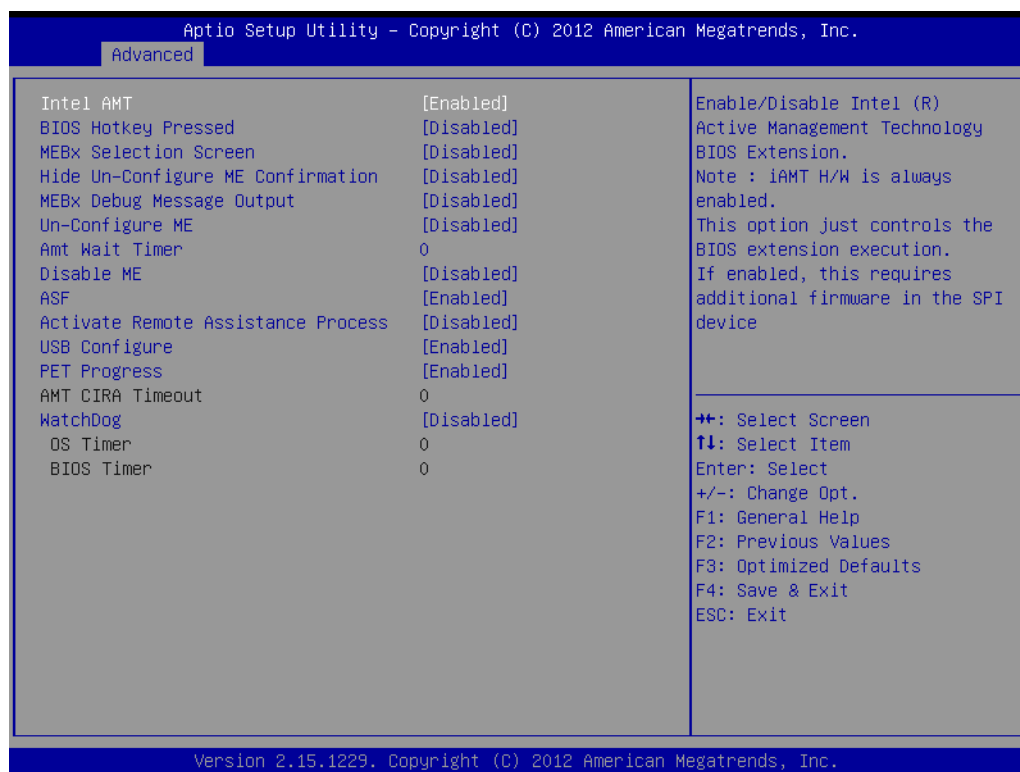 Aptio Setup Utility – Copyright (C) 2012 American Megatrends, Inc.
Advanced
Intel AMT [Enabled]
BIOS Hotkey Pressed [Disabled]
MEBx Selection Screen [Disabled]
Hide Un-Configure ME Confirmation [Disabled]
MEBx Debug Message Output [Disabled]
Un-Configure ME [Disabled]
Amt Wait Timer 0
Disable ME [Disabled]
ASF [Enabled]
Activate Remote Assistance Process [Disabled]
USB Configure [Enabled]
PET Progress [Enabled]
AMT CIRA Timeout 0
WatchDog [Disabled]
OS Timer 0
BIOS Timer 0
Enable/Disable Intel (R)
Active Management Technology
BIOS Extension.
Note : iAMT H/W is always
enabled.
This option just controls the
BIOS extension execution.
If enabled, this requires
additional firmware in the SPI
device
→←: Select Screen
↑↓: Select Item
Enter: Select
+/-: Change Opt.
F1: General Help
F2: Previous Values
F3: Optimized Defaults
F4: Save & Exit
ESC: Exit
Version 2.15.1229. Copyright (C) 2012 American Megatrends, Inc.